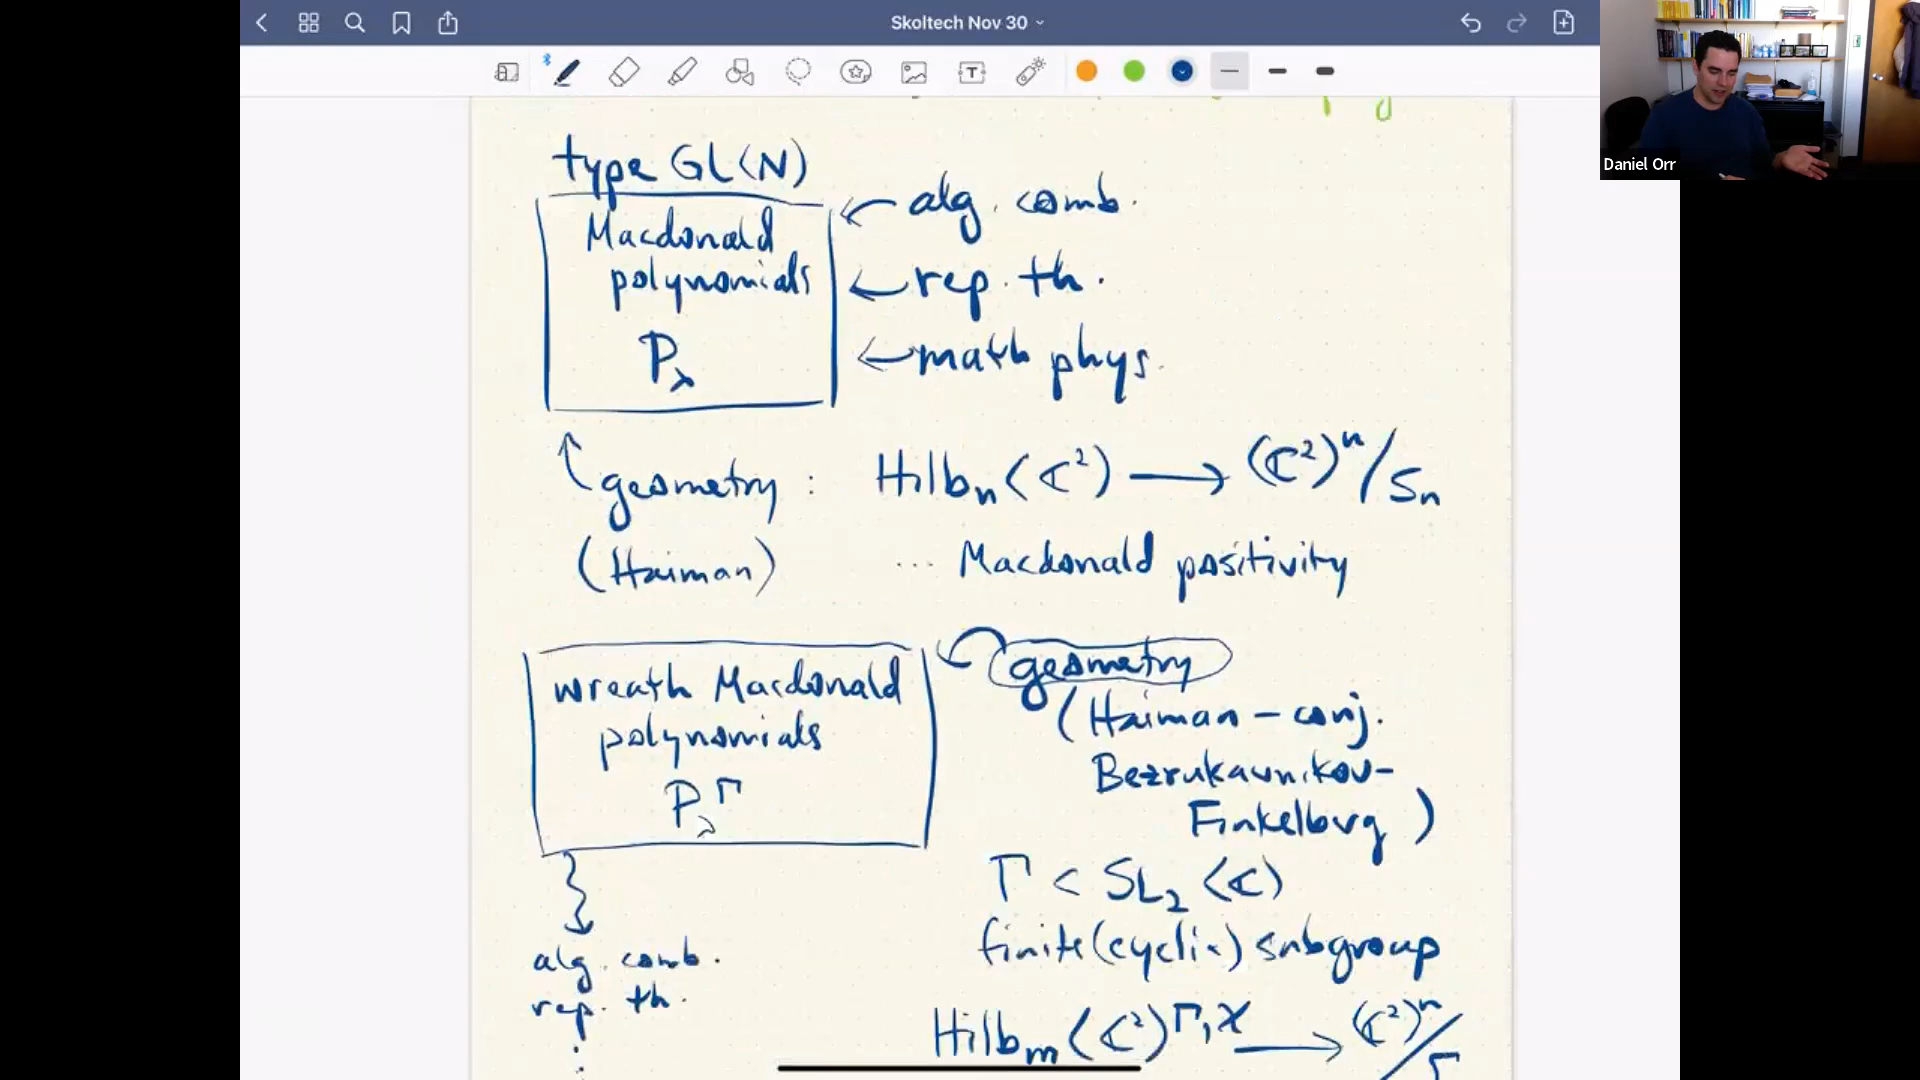 Skoltech Nov 30
Daniel Orr
type GL(N)
Macdonald
polynomials
P_λ
← alg. comb.
← rep. th.
← math phys.
↑ geometry : Hilb_n(ℂ²) → (ℂ²)^n/S_n
(Haiman) ... Macdonald positivity
wreath Macdonald
polynomials
P_λ^Γ
geometry
(Haiman - conj.
Bezrukavnikov-
Finkelburg)
Γ < SL_2(ℂ)
finite (cyclic) subgroup
alg. comb.
rep. th.
⋮
Hilb_m(ℂ²)^{Γ,χ} → (ℂ²)^n/